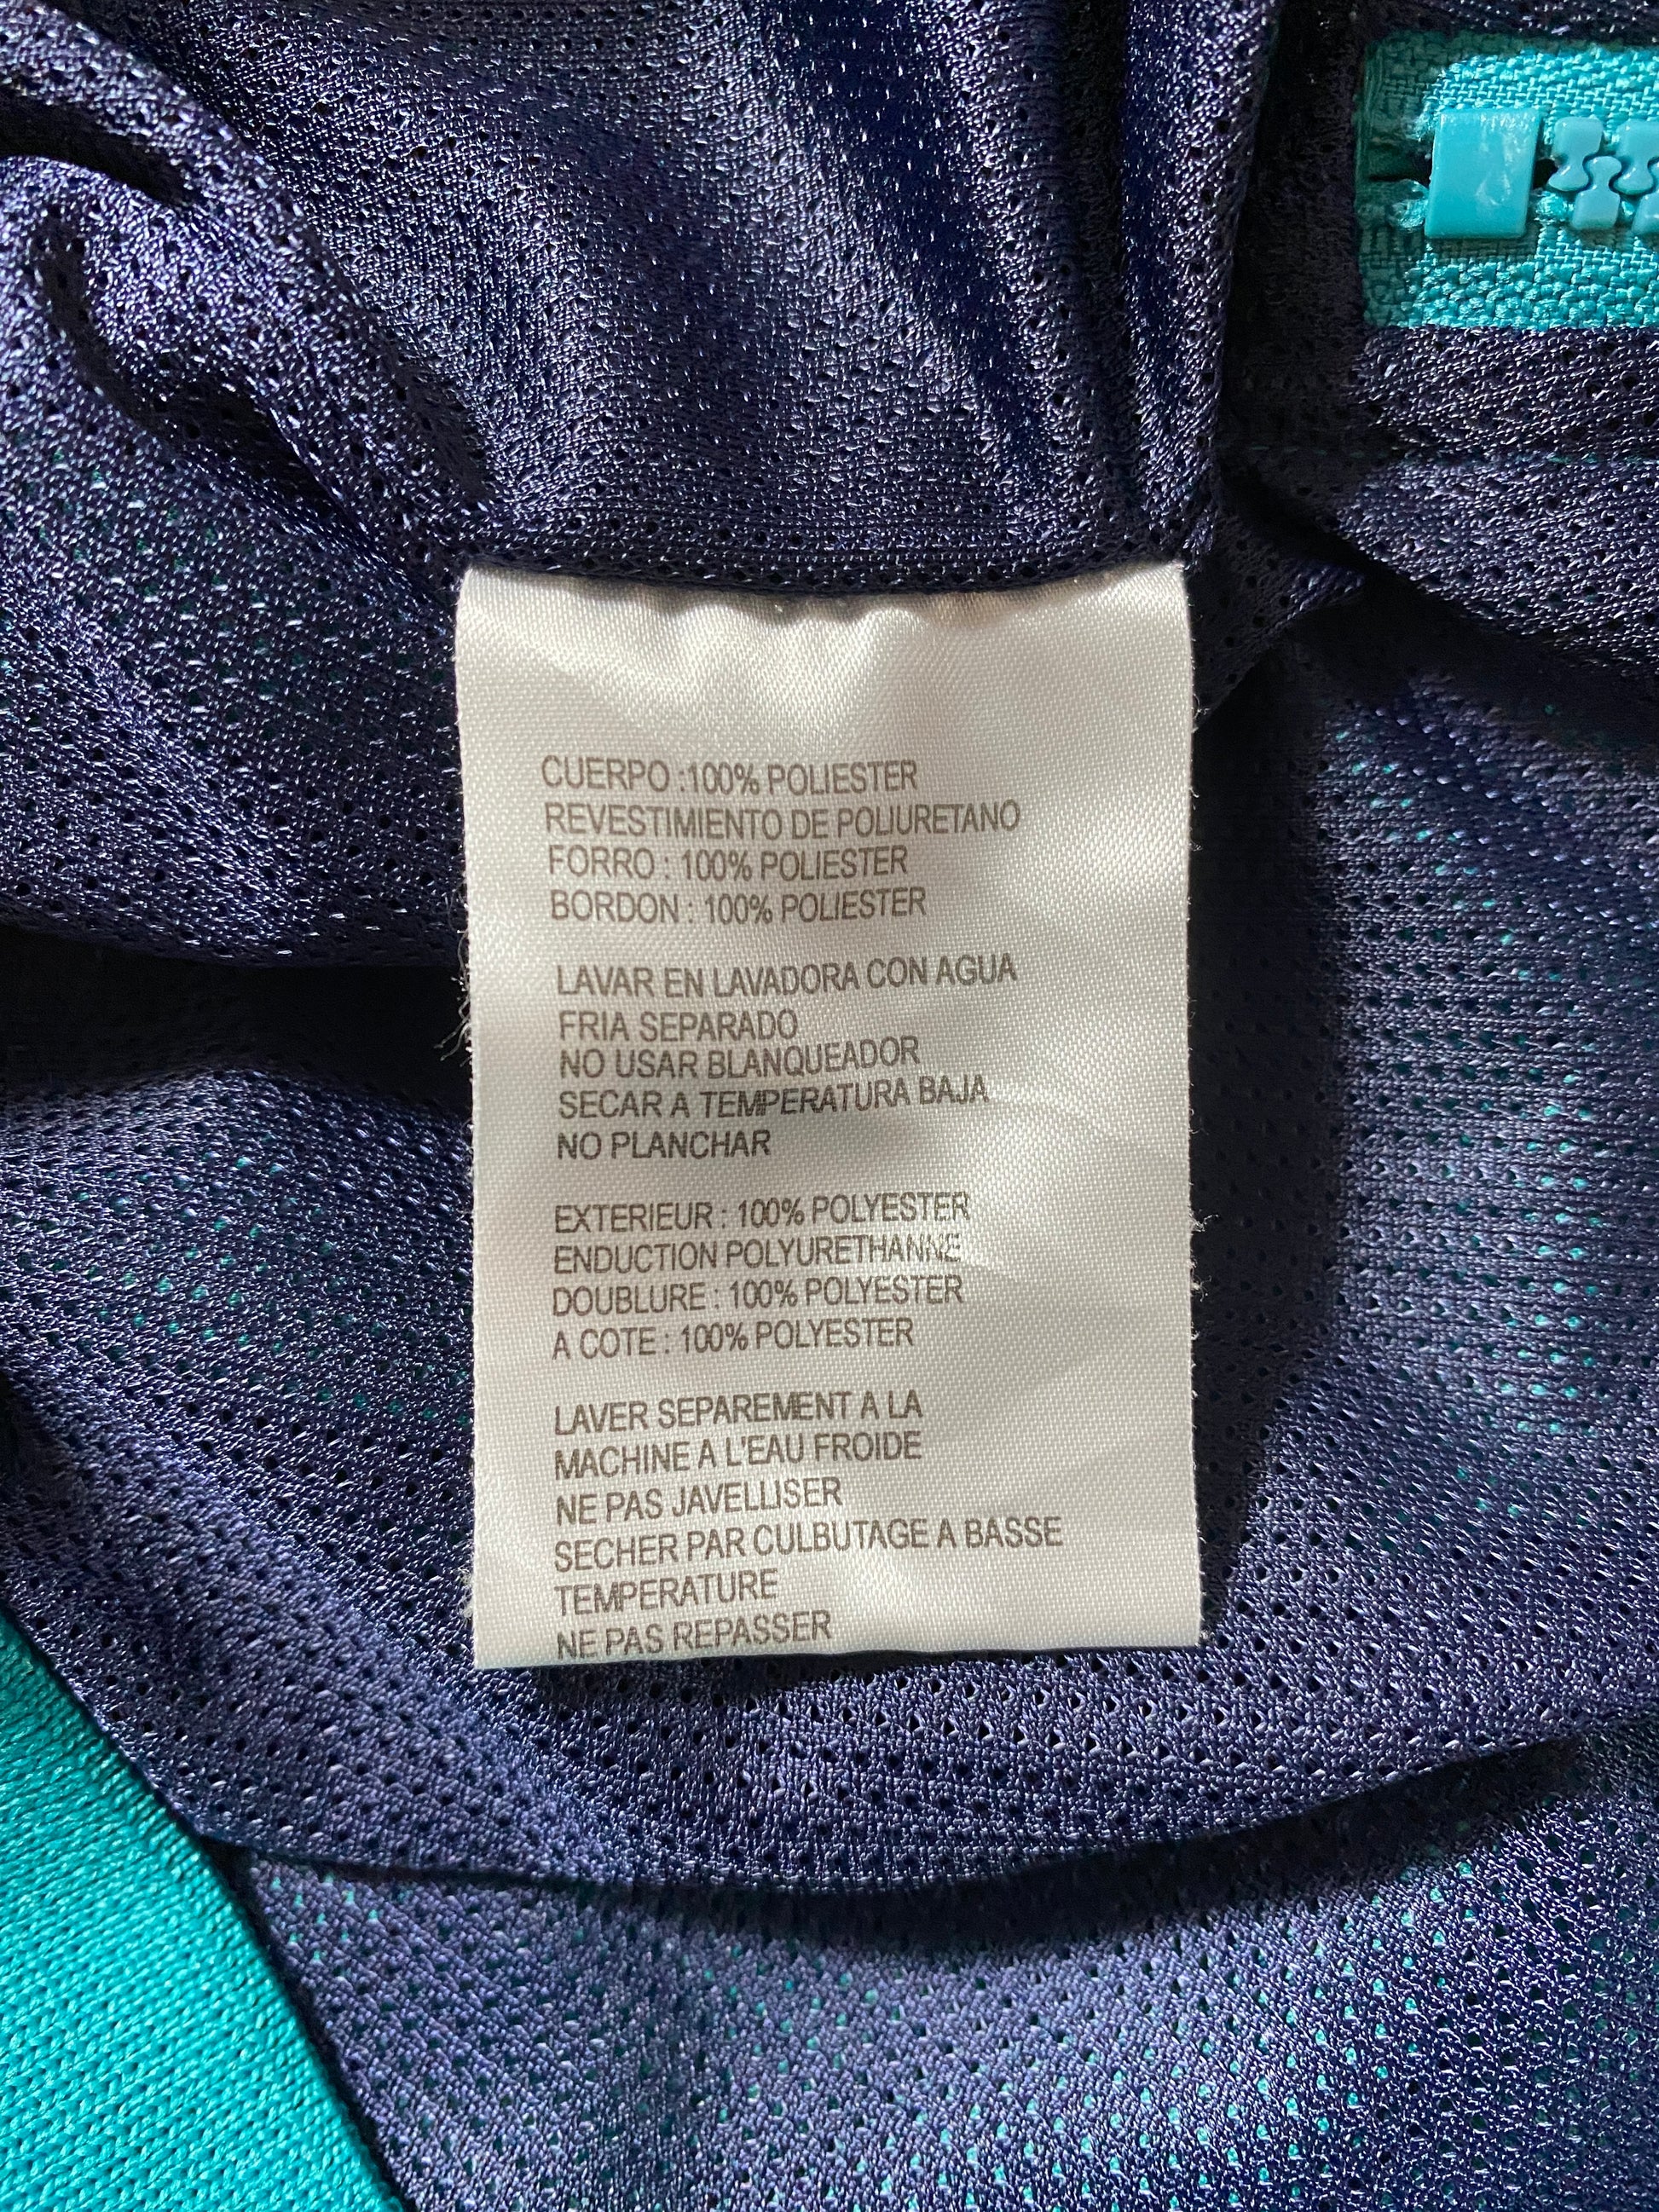 CUERPO :100% POLIESTER
REVESTIMIENTO DE POLIURETANO
FORRO : 100% POLIESTER
BORDON : 100% POLIESTER
LAVAR EN LAVADORA CON AGUA
FRIA SEPARADO
NO USAR BLANQUEADOR
SECAR A TEMPERATURA BAJA
NO PLANCHAR
EXTERIEUR : 100% POLYESTER
ENDUCTION POLYURETHANNE
DOUBLURE : 100% POLYESTER
A COTE : 100% POLYESTER
LAVER SEPAREMENT A LA
MACHINE A L'EAU FROIDE
NE PAS JAVELLISER
SECHER PAR CULBUTAGE A BASSE
TEMPERATURE
NE PAS REPASSER